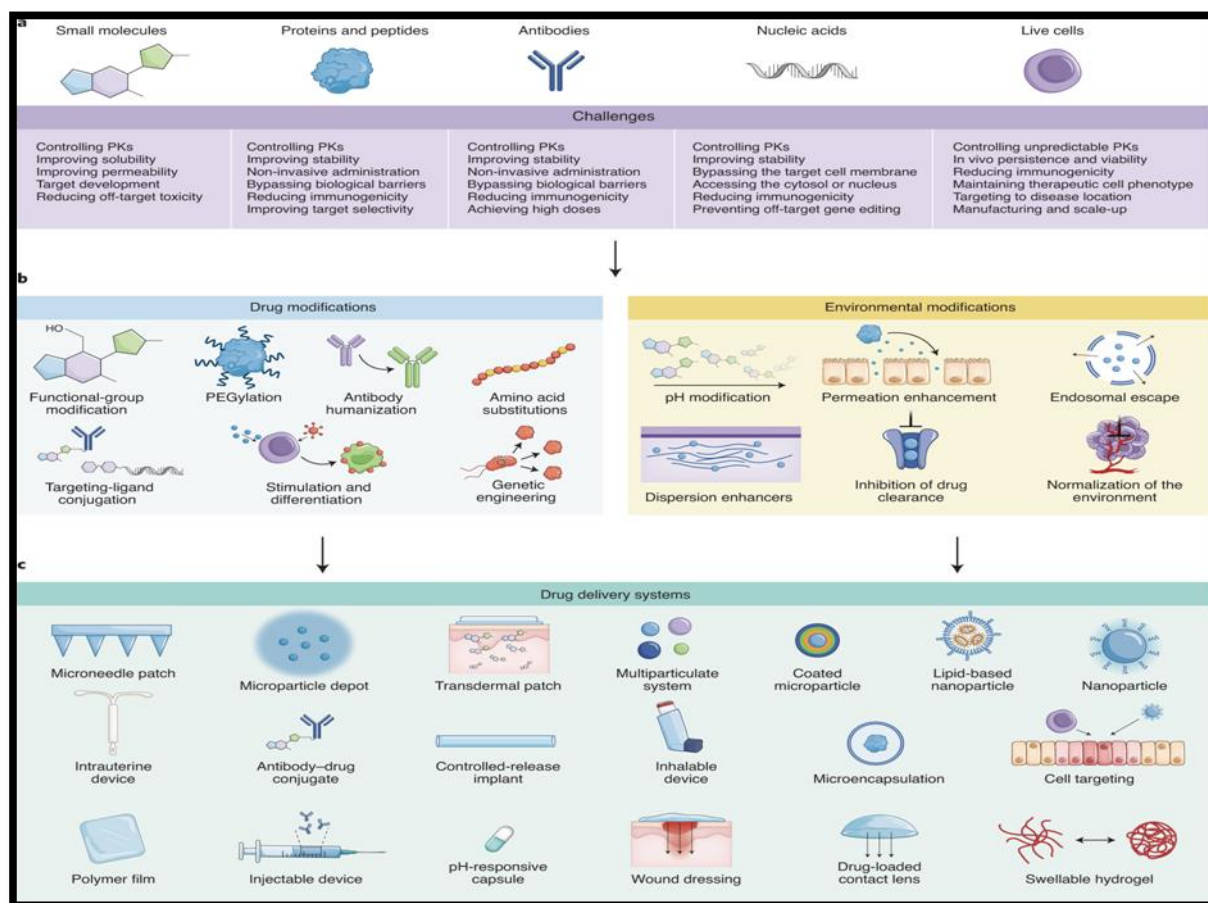 a
Small molecules
Proteins and peptides
Antibodies
Nucleic acids
Live cells
Challenges
Controlling PKs
Improving solubility
Improving permeability
Target development
Reducing off-target toxicity
Controlling PKs
Improving stability
Non-invasive administration
Bypassing biological barriers
Reducing immunogenicity
Improving target selectivity
Controlling PKs
Improving stability
Non-invasive administration
Bypassing biological barriers
Reducing immunogenicity
Achieving high doses
Controlling PKs
Improving stability
Bypassing the target cell membrane
Accessing the cytosol or nucleus
Reducing immunogenicity
Preventing off-target gene editing
Controlling unpredictable PKs
In vivo persistence and viability
Reducing immunogenicity
Maintaining therapeutic cell phenotype
Targeting to disease location
Manufacturing and scale-up
b
Drug modifications
HO
Functional-group
modification
PEGylation
Antibody
humanization
Amino acid
substitutions
Targeting-ligand
conjugation
Stimulation and
differentiation
Genetic
engineering
Environmental modifications
pH modification
Permeation enhancement
Endosomal escape
Dispersion enhancers
Inhibition of drug
clearance
Normalization of the
environment
c
Drug delivery systems
Microneedle patch
Microparticle depot
Transdermal patch
Multiparticulate
system
Coated
microparticle
Lipid-based
nanoparticle
Nanoparticle
Intrauterine
device
Antibody–drug
conjugate
Controlled-release
implant
Inhalable
device
Microencapsulation
Cell targeting
Polymer film
Injectable device
pH-responsive
capsule
Wound dressing
Drug-loaded
contact lens
Swellable hydrogel